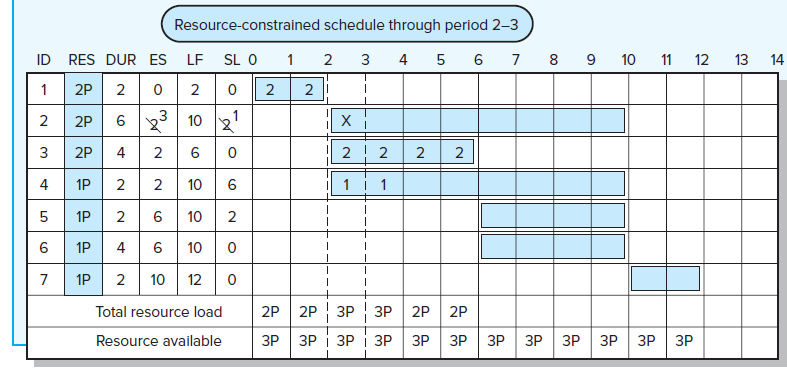 Resource-constrained schedule through period 2–3
ID RES DUR ES LF SL 0 1 2 3 4 5 6 7 8 9 10 11 12 13 14
1 2P 2 0 2 0 2 2
2 2P 6 2 3 10 2 1 X
3 2P 4 2 6 0 2 2 2 2
4 1P 2 2 10 6 1 1
5 1P 2 6 10 2
6 1P 4 6 10 0
7 1P 2 10 12 0
Total resource load 2P 2P 3P 3P 2P 2P
Resource available 3P 3P 3P 3P 3P 3P 3P 3P 3P 3P 3P 3P